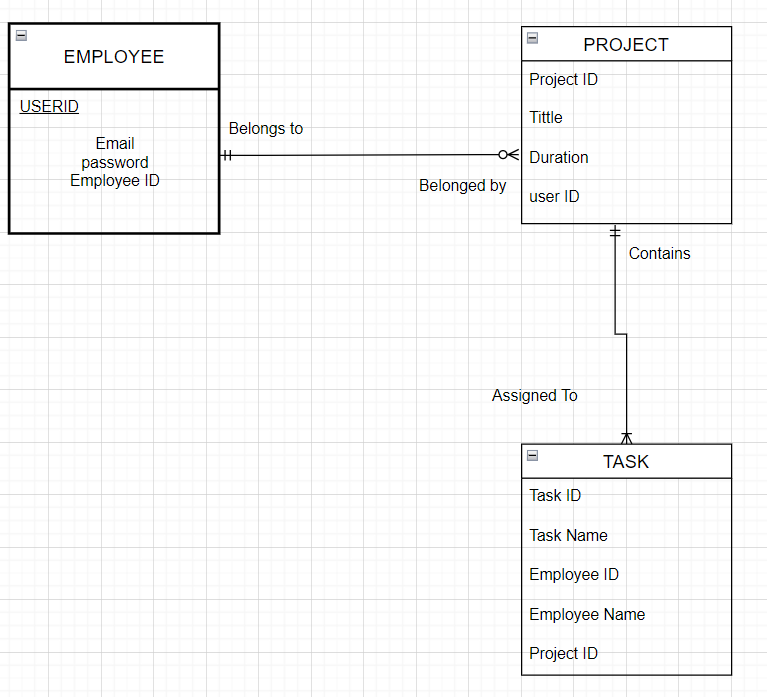 EMPLOYEE
USERID
Email
password
Employee ID
Belongs to
Belonged by
PROJECT
Project ID
Tittle
Duration
user ID
Contains
Assigned To
TASK
Task ID
Task Name
Employee ID
Employee Name
Project ID